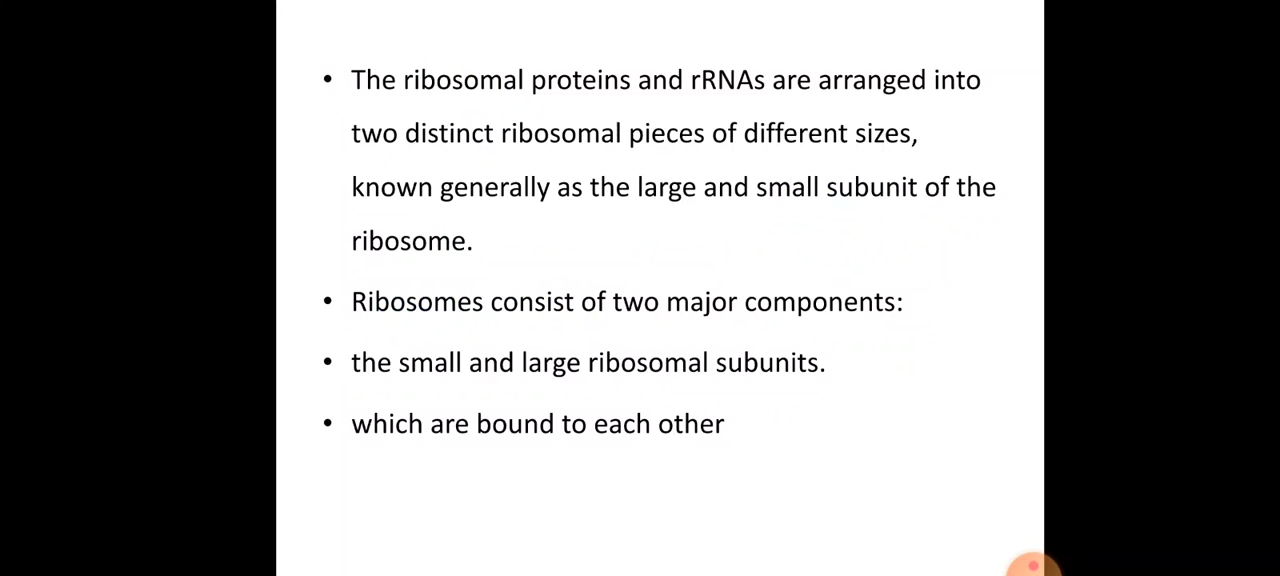 • The ribosomal proteins and rRNAs are arranged into
two distinct ribosomal pieces of different sizes,
known generally as the large and small subunit of the
ribosome.
• Ribosomes consist of two major components:
• the small and large ribosomal subunits.
• which are bound to each other